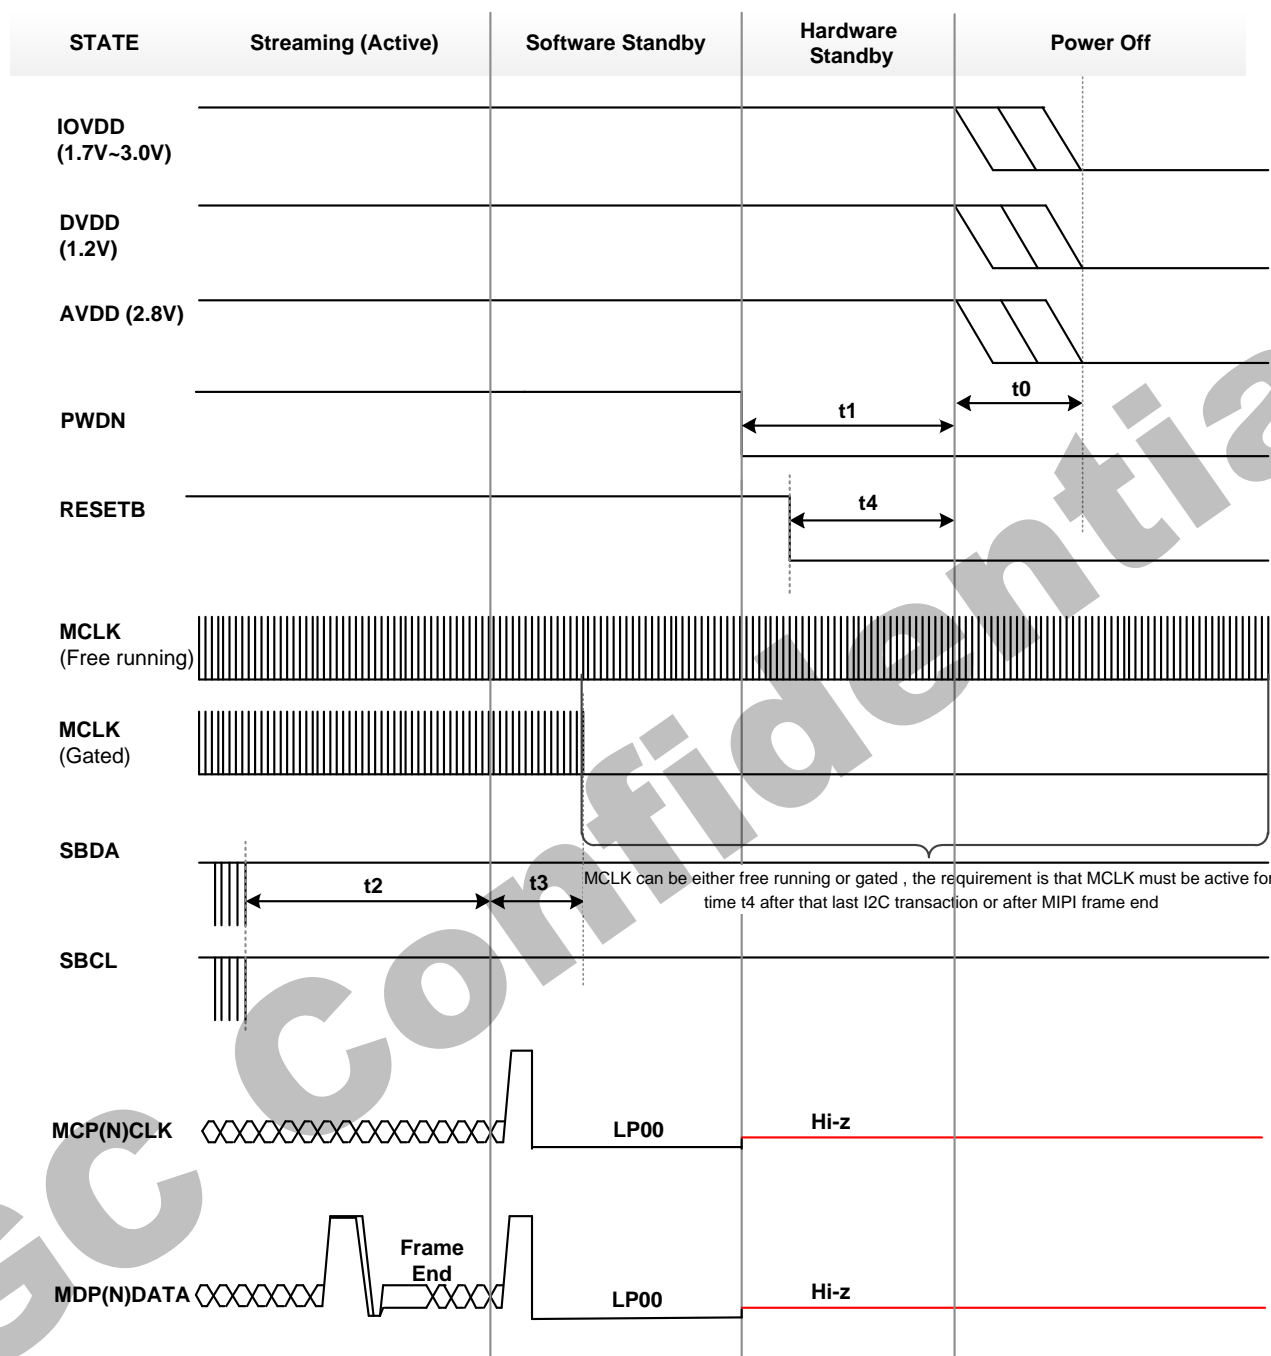 STATE
Streaming (Active)
Software Standby
Hardware
Standby
Power Off
IOVDD
(1.7V~3.0V)
DVDD
(1.2V)
AVDD (2.8V)
PWDN
t1
t0
RESETB
t4
MCLK
(Free running)
MCLK
(Gated)
SBDA
t2
t3
MCLK can be either free running or gated , the requirement is that MCLK must be active for
time t4 after that last I2C transaction or after MIPI frame end
SBCL
MCP(N)CLK
LP00
Hi-z
Frame
End
MDP(N)DATA
LP00
Hi-z
GC Confidentia